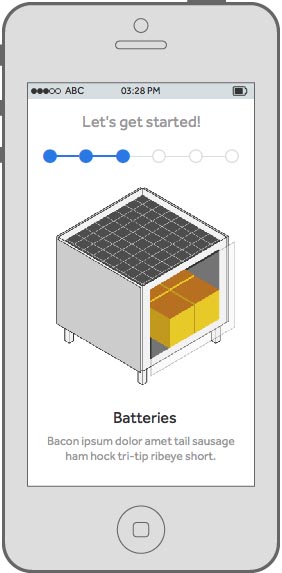 ABC 03:28 PM
Let's get started!
Batteries
Bacon ipsum dolor amet tail sausage
ham hock tri-tip ribeye short.